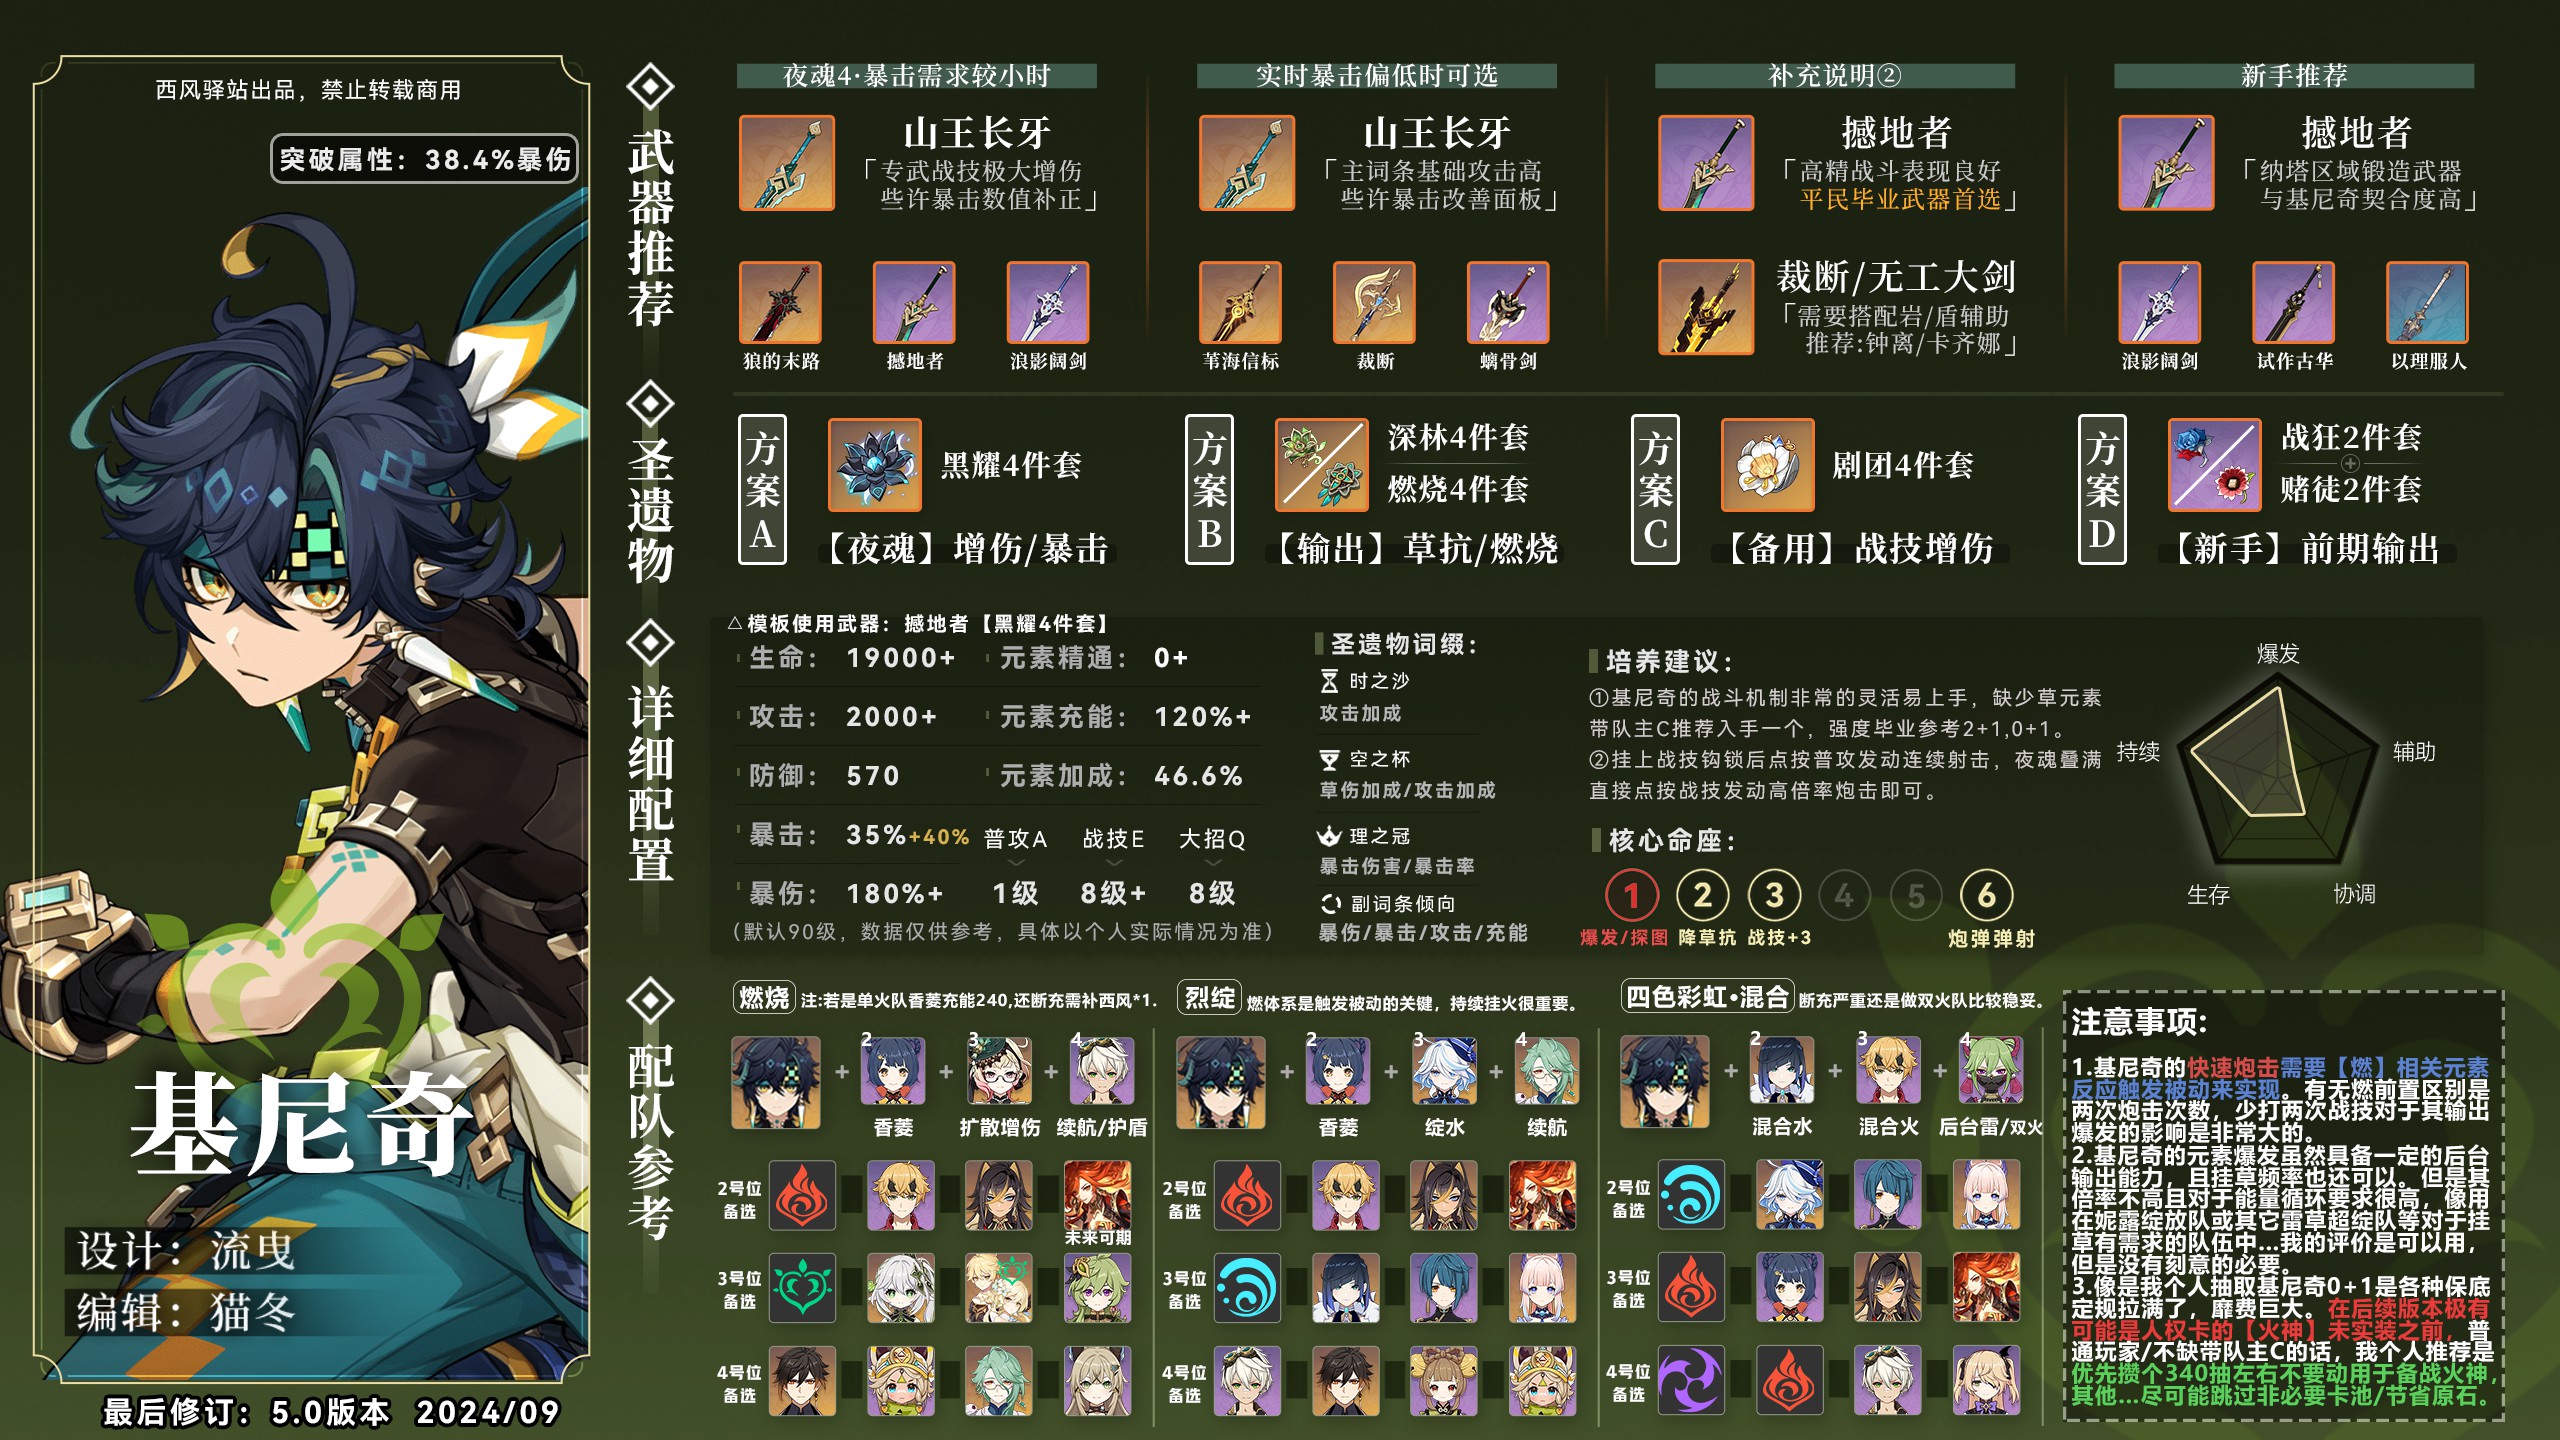 西风驿站出品，禁止转载商用
突破属性：38.4%暴伤
基尼奇
设计：流曳
编辑：猫冬
最后修订：5.0版本 2024/09
武器推荐
夜魂4·暴击需求较小时
山王长牙
「专武战技极大增伤
些许暴击数值补正」
狼的末路
撼地者
浪影阔剑
实时暴击偏低时可选
山王长牙
「主词条基础攻击高
些许暴击改善面板」
苇海信标
裁断
螭骨剑
补充说明②
撼地者
「高精战斗表现良好
平民毕业武器首选」
裁断/无工大剑
「需要搭配岩/盾辅助
推荐:钟离/卡齐娜」
新手推荐
撼地者
「纳塔区域锻造武器
与基尼奇契合度高」
浪影阔剑
试作古华
以理服人
圣遗物
方案A
黑耀4件套
【夜魂】增伤/暴击
方案B
深林4件套
燃烧4件套
【输出】草抗/燃烧
方案C
剧团4件套
【备用】战技增伤
方案D
战狂2件套
赌徒2件套
【新手】前期输出
详细配置
△模板使用武器：撼地者【黑耀4件套】
生命： 19000+ 元素精通： 0+
攻击： 2000+ 元素充能： 120%+
防御： 570 元素加成： 46.6%
暴击： 35%+40% 普攻A 战技E 大招Q
暴伤： 180%+ 1级 8级+ 8级
（默认90级，数据仅供参考，具体以个人实际情况为准）
圣遗物词缀：
时之沙
攻击加成
空之杯
草伤加成/攻击加成
理之冠
暴击伤害/暴击率
副词条倾向
暴伤/暴击/攻击/充能
培养建议：
①基尼奇的战斗机制非常的灵活易上手，缺少草元素
带队主C推荐入手一个，强度毕业参考2+1,0+1。
②挂上战技钩锁后点按普攻发动连续射击，夜魂叠满
直接点按战技发动高倍率炮击即可。
核心命座：
1 2 3 4 5 6
爆发/探图 降草抗 战技+3 炮弹弹射
爆发
持续
辅助
生存
协调
配队参考
燃烧 注:若是单火队香菱充能240,还断充需补西风*1.
2 3 4
+ + +
香菱 扩散增伤 续航/护盾
2号位
备选
未来可期
3号位
备选
4号位
备选
烈绽 燃体系是触发被动的关键，持续挂火很重要。
2 3 4
+ + +
香菱 绽水 续航
2号位
备选
3号位
备选
4号位
备选
四色彩虹·混合 断充严重还是做双火队比较稳妥。
2 3 4
+ + +
混合水 混合火 后台雷/双火
2号位
备选
3号位
备选
4号位
备选
注意事项:
1.基尼奇的快速炮击需要【燃】相关元素
反应触发被动来实现。有无燃前置区别是
两次炮击次数，少打两次战技对于其输出
爆发的影响是非常大的。
2.基尼奇的元素爆发虽然具备一定的后台
输出能力，且挂草频率也还可以。但是其
倍率不高且对于能量循环要求很高，像用
在妮露绽放队或其它雷草超绽队等对于挂
草有需求的队伍中...我的评价是可以用，
但是没有刻意的必要。
3.像是我个人抽取基尼奇0+1是各种保底
定规拉满了，靡费巨大。在后续版本极有
可能是人权卡的【火神】未实装之前，普
通玩家/不缺带队主C的话，我个人推荐是
优先攒个340抽左右不要动用于备战火神，
其他...尽可能跳过非必要卡池/节省原石。